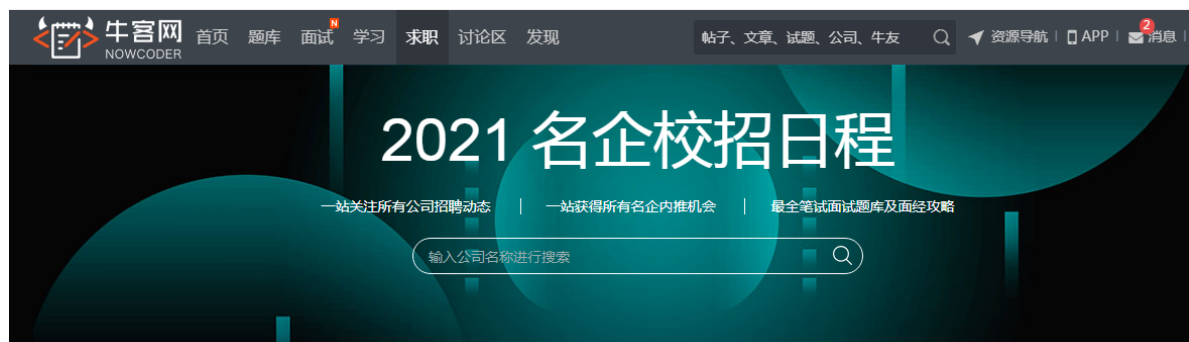 牛客网
NOWCODER
首页 题库 面试 N 学习 求职 讨论区 发现
帖子、文章、试题、公司、牛友
资源导航 APP 2 消息
2021 名企校招日程
一站关注所有公司招聘动态 | 一站获得所有名企内推机会 | 最全笔试面试题库及面经攻略
输入公司名称进行搜索